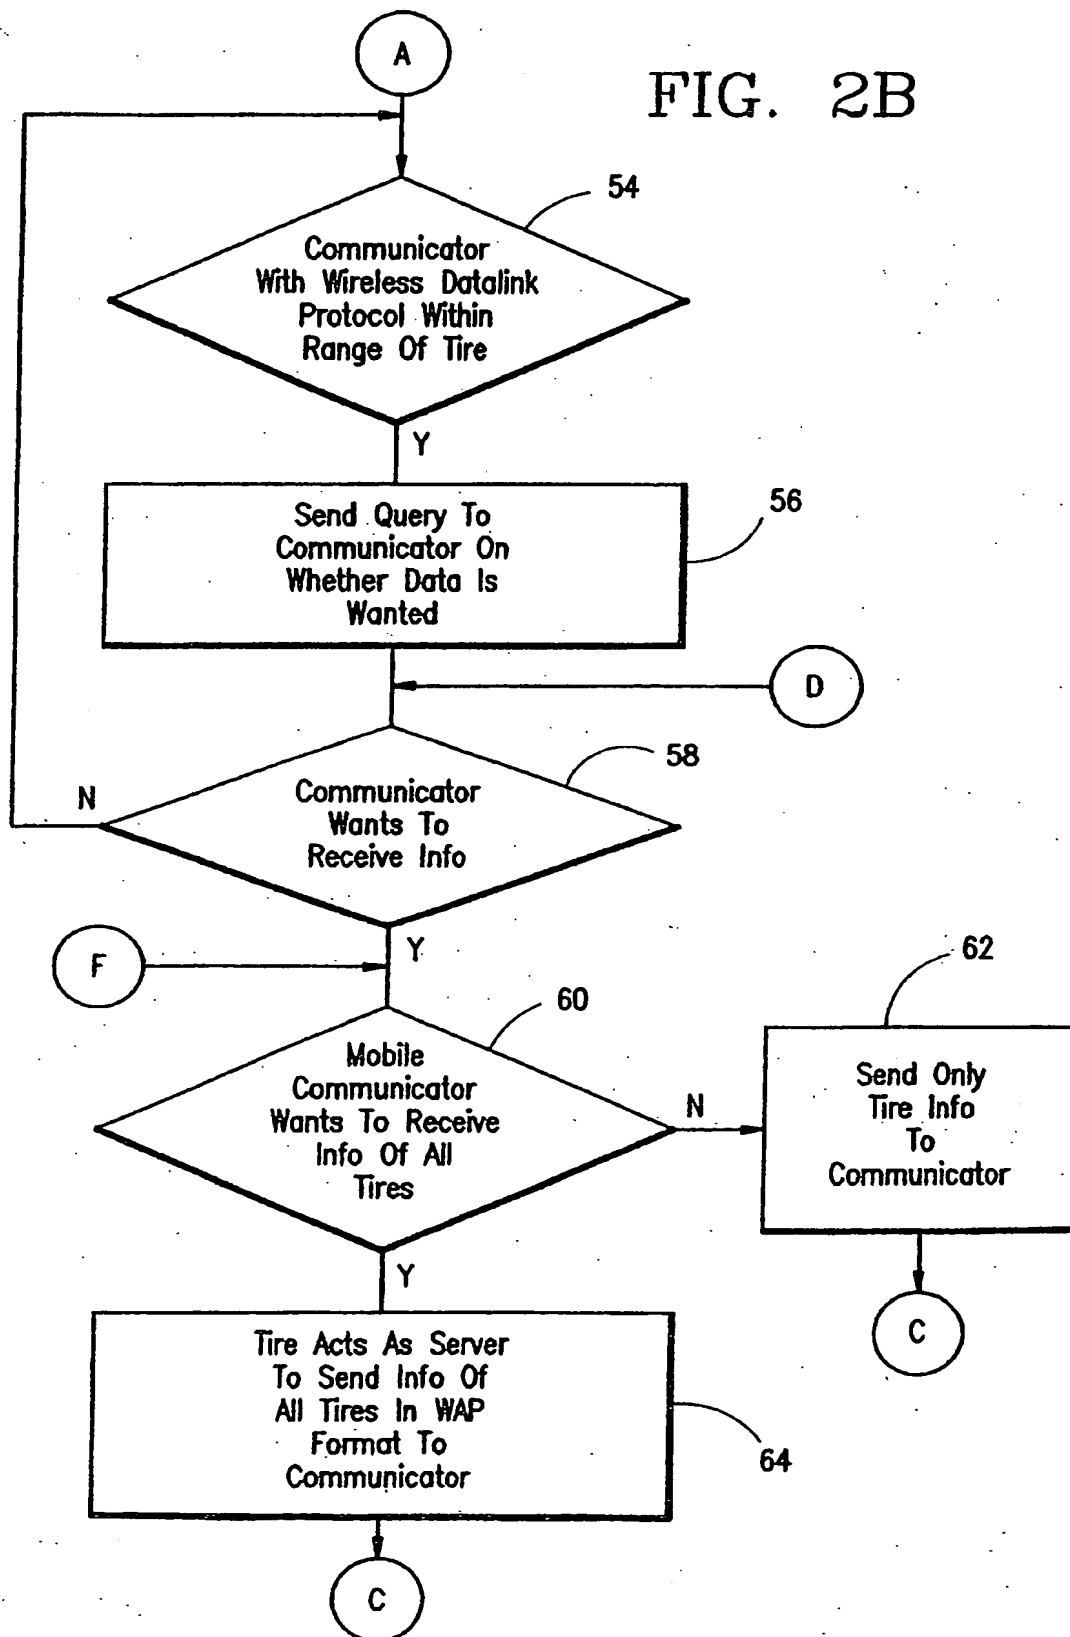 A
FIG. 2B
54
Communicator
With Wireless Datalink
Protocol Within
Range Of Tire
Y
56
Send Query To
Communicator On
Whether Data Is
Wanted
D
58
N
Communicator
Wants To
Receive Info
Y
F
62
60
Mobile
Communicator
Wants To Receive
Info Of All
Tires
N
Send Only
Tire Info
To
Communicator
Y
C
Tire Acts As Server
To Send Info Of
All Tires In WAP
Format To
Communicator
64
C